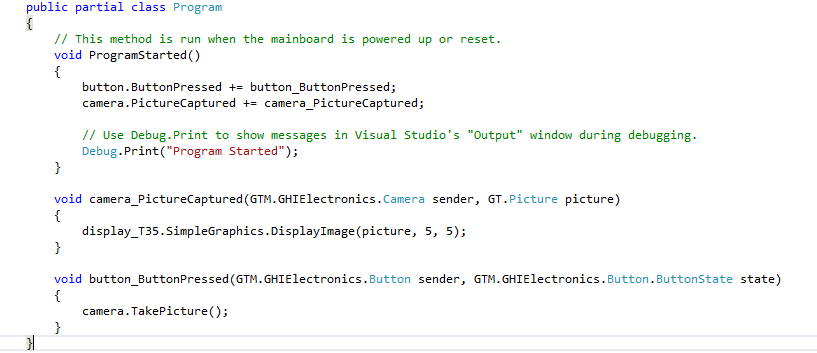 public partial class Program
{
    // This method is run when the mainboard is powered up or reset.
    void ProgramStarted()
    {
        button.ButtonPressed += button_ButtonPressed;
        camera.PictureCaptured += camera_PictureCaptured;

        // Use Debug.Print to show messages in Visual Studio's "Output" window during debugging.
        Debug.Print("Program Started");
    }

    void camera_PictureCaptured(GTM.GHIElectronics.Camera sender, GT.Picture picture)
    {
        display_T35.SimpleGraphics.DisplayImage(picture, 5, 5);
    }

    void button_ButtonPressed(GTM.GHIElectronics.Button sender, GTM.GHIElectronics.Button.ButtonState state)
    {
        camera.TakePicture();
    }
}